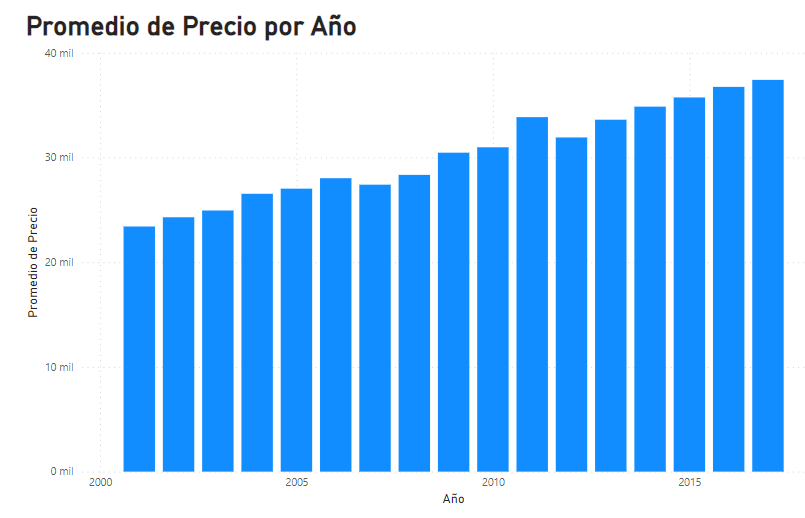 Promedio de Precio por Año
40 mil
30 mil
20 mil
10 mil
0 mil
Promedio de Precio
2000 2005 2010 2015
Año